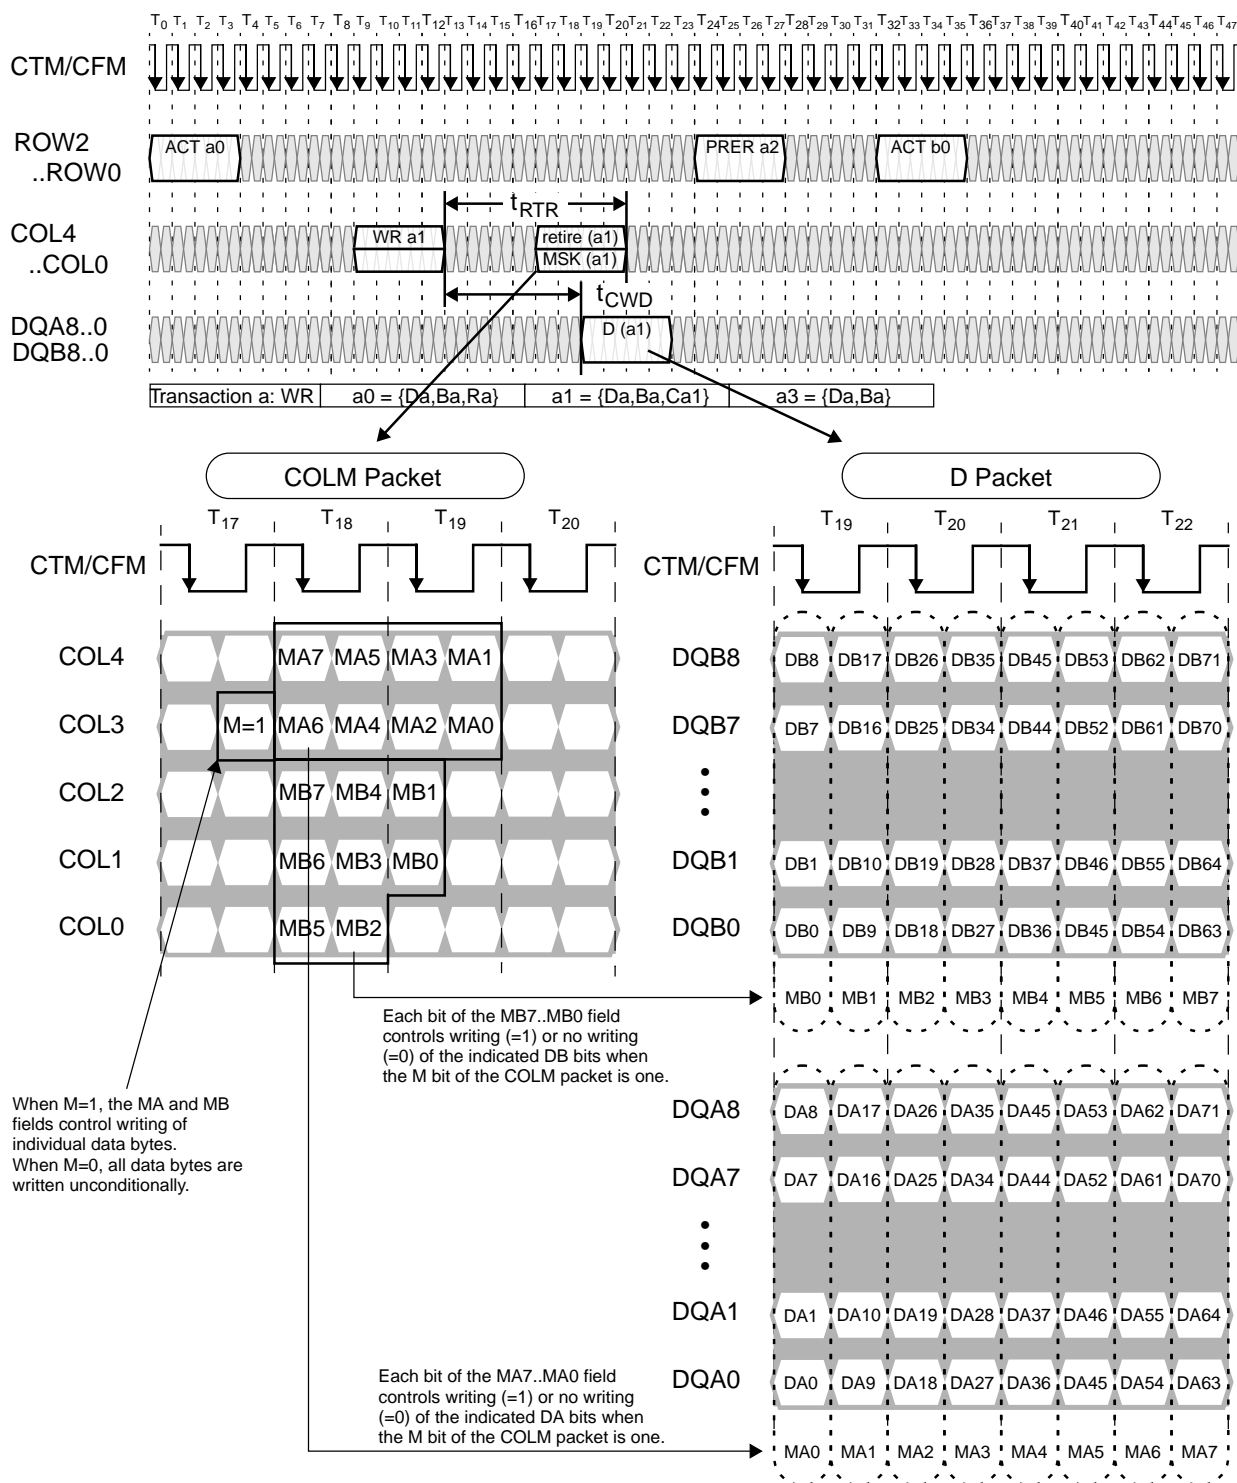 T0 T1 T2 T3 T4 T5 T6 T7 T8 T9 T10 T11 T12 T13 T14 T15 T16 T17 T18 T19 T20 T21 T22 T23 T24 T25 T26 T27 T28 T29 T30 T31 T32 T33 T34 T35 T36 T37 T38 T39 T40 T41 T42 T43 T44 T45 T46 T47
CTM/CFM
ROW2
..ROW0
ACT a0 PRER a2 ACT b0
tRTR
COL4
..COL0
WR a1 retire (a1)
MSK (a1)
tCWD
DQA8..0
DQB8..0
D (a1)
Transaction a: WR a0 = {Da,Ba,Ra} a1 = {Da,Ba,Ca1} a3 = {Da,Ba}
COLM Packet
T17 T18 T19 T20
CTM/CFM
COL4 MA7 MA5 MA3 MA1
COL3 M=1 MA6 MA4 MA2 MA0
COL2 MB7 MB4 MB1
COL1 MB6 MB3 MB0
COL0 MB5 MB2
D Packet
T19 T20 T21 T22
CTM/CFM
DQB8 DB8 DB17 DB26 DB35 DB45 DB53 DB62 DB71
DQB7 DB7 DB16 DB25 DB34 DB44 DB52 DB61 DB70
DQB1 DB1 DB10 DB19 DB28 DB37 DB46 DB55 DB64
DQB0 DB0 DB9 DB18 DB27 DB36 DB45 DB54 DB63
MB0 MB1 MB2 MB3 MB4 MB5 MB6 MB7
Each bit of the MB7..MB0 field
controls writing (=1) or no writing
(=0) of the indicated DB bits when
the M bit of the COLM packet is one.
When M=1, the MA and MB
fields control writing of
individual data bytes.
When M=0, all data bytes are
written unconditionally.
DQA8 DA8 DA17 DA26 DA35 DA45 DA53 DA62 DA71
DQA7 DA7 DA16 DA25 DA34 DA44 DA52 DA61 DA70
DQA1 DA1 DA10 DA19 DA28 DA37 DA46 DA55 DA64
DQA0 DA0 DA9 DA18 DA27 DA36 DA45 DA54 DA63
MA0 MA1 MA2 MA3 MA4 MA5 MA6 MA7
Each bit of the MA7..MA0 field
controls writing (=1) or no writing
(=0) of the indicated DA bits when
the M bit of the COLM packet is one.